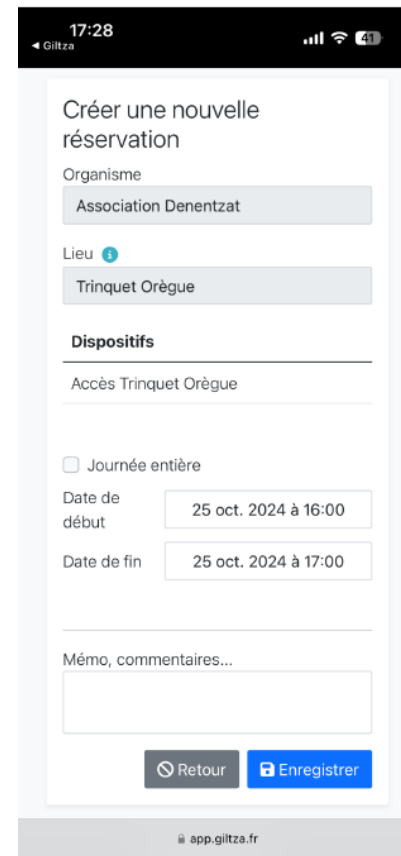 17:28
◀ Giltza
41
Créer une nouvelle
réservation
Organisme
Association Denentzat
Lieu
Trinquet Orègue
Dispositifs
Accès Trinquet Orègue
Journée entière
Date de
début
25 oct. 2024 à 16:00
Date de fin
25 oct. 2024 à 17:00
Mémo, commentaires...
Retour
Enregistrer
app.giltza.fr